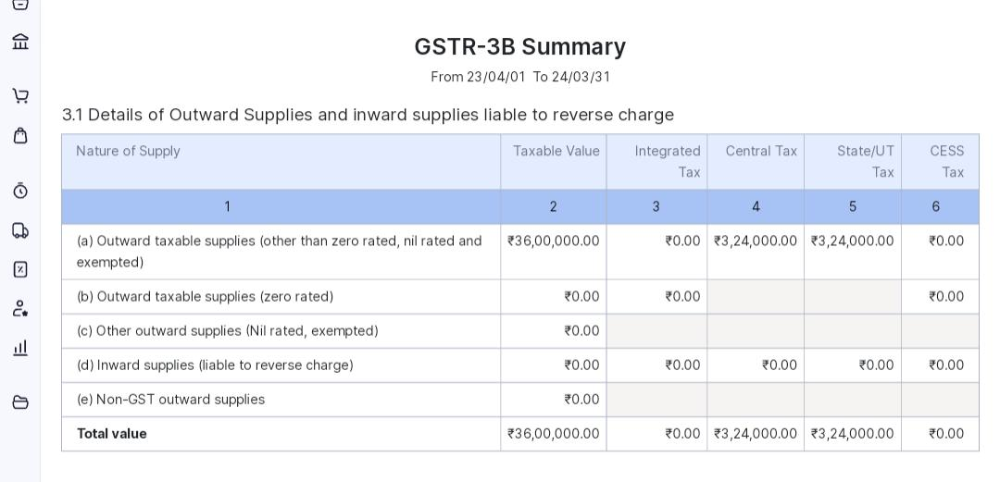 GSTR-3B Summary
From 23/04/01 To 24/03/31
3.1 Details of Outward Supplies and inward supplies liable to reverse charge
Nature of Supply Taxable Value Integrated Tax Central Tax State/UT Tax CESS Tax
1 2 3 4 5 6
(a) Outward taxable supplies (other than zero rated, nil rated and exempted) ₹36,00,000.00 ₹0.00 ₹3,24,000.00 ₹3,24,000.00 ₹0.00
(b) Outward taxable supplies (zero rated) ₹0.00 ₹0.00 ₹0.00
(c) Other outward supplies (Nil rated, exempted) ₹0.00
(d) Inward supplies (liable to reverse charge) ₹0.00 ₹0.00 ₹0.00 ₹0.00 ₹0.00
(e) Non-GST outward supplies ₹0.00
Total value ₹36,00,000.00 ₹0.00 ₹3,24,000.00 ₹3,24,000.00 ₹0.00